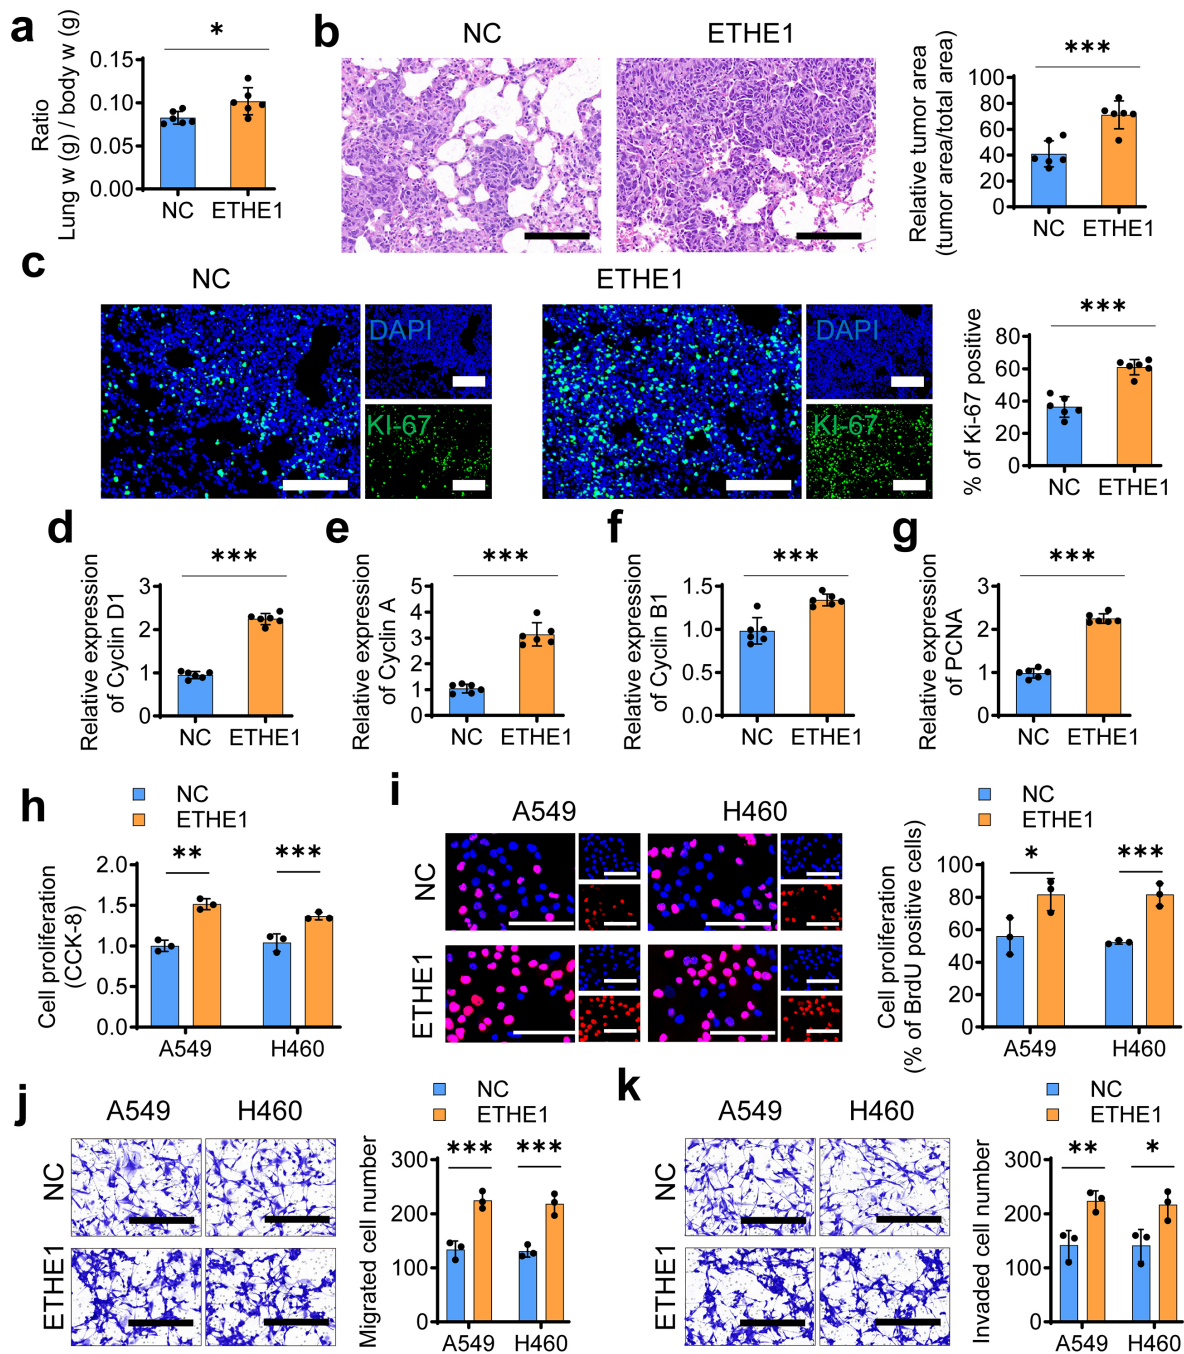 a
Ratio
Lung w (g) / body w (g)
*
0.15
0.10
0.05
0.00
NC
ETHE1
b
NC
ETHE1
Relative tumor area
(tumor area/total area)
***
100
80
60
40
20
0
NC
ETHE1
c
NC
DAPI
KI-67
ETHE1
DAPI
KI-67
% of Ki-67 positive
***
80
60
40
20
0
NC
ETHE1
d
Relative expression
of Cyclin D1
***
3
2
1
0
NC
ETHE1
e
Relative expression
of Cyclin A
***
5
4
3
2
1
0
NC
ETHE1
f
Relative expression
of Cyclin B1
***
1.5
1.0
0.5
0.0
NC
ETHE1
g
Relative expression
of PCNA
***
3
2
1
0
NC
ETHE1
h
NC
ETHE1
Cell proliferation
(CCK-8)
**
***
2.0
1.5
1.0
0.5
0.0
A549
H460
i
A549
H460
NC
ETHE1
NC
ETHE1
Cell proliferation
(% of BrdU positive cells)
*
***
100
80
60
40
20
0
A549
H460
j
A549
H460
NC
ETHE1
NC
ETHE1
Migrated cell number
***
***
300
200
100
0
A549
H460
k
A549
H460
NC
ETHE1
NC
ETHE1
Invaded cell number
**
*
300
200
100
0
A549
H460